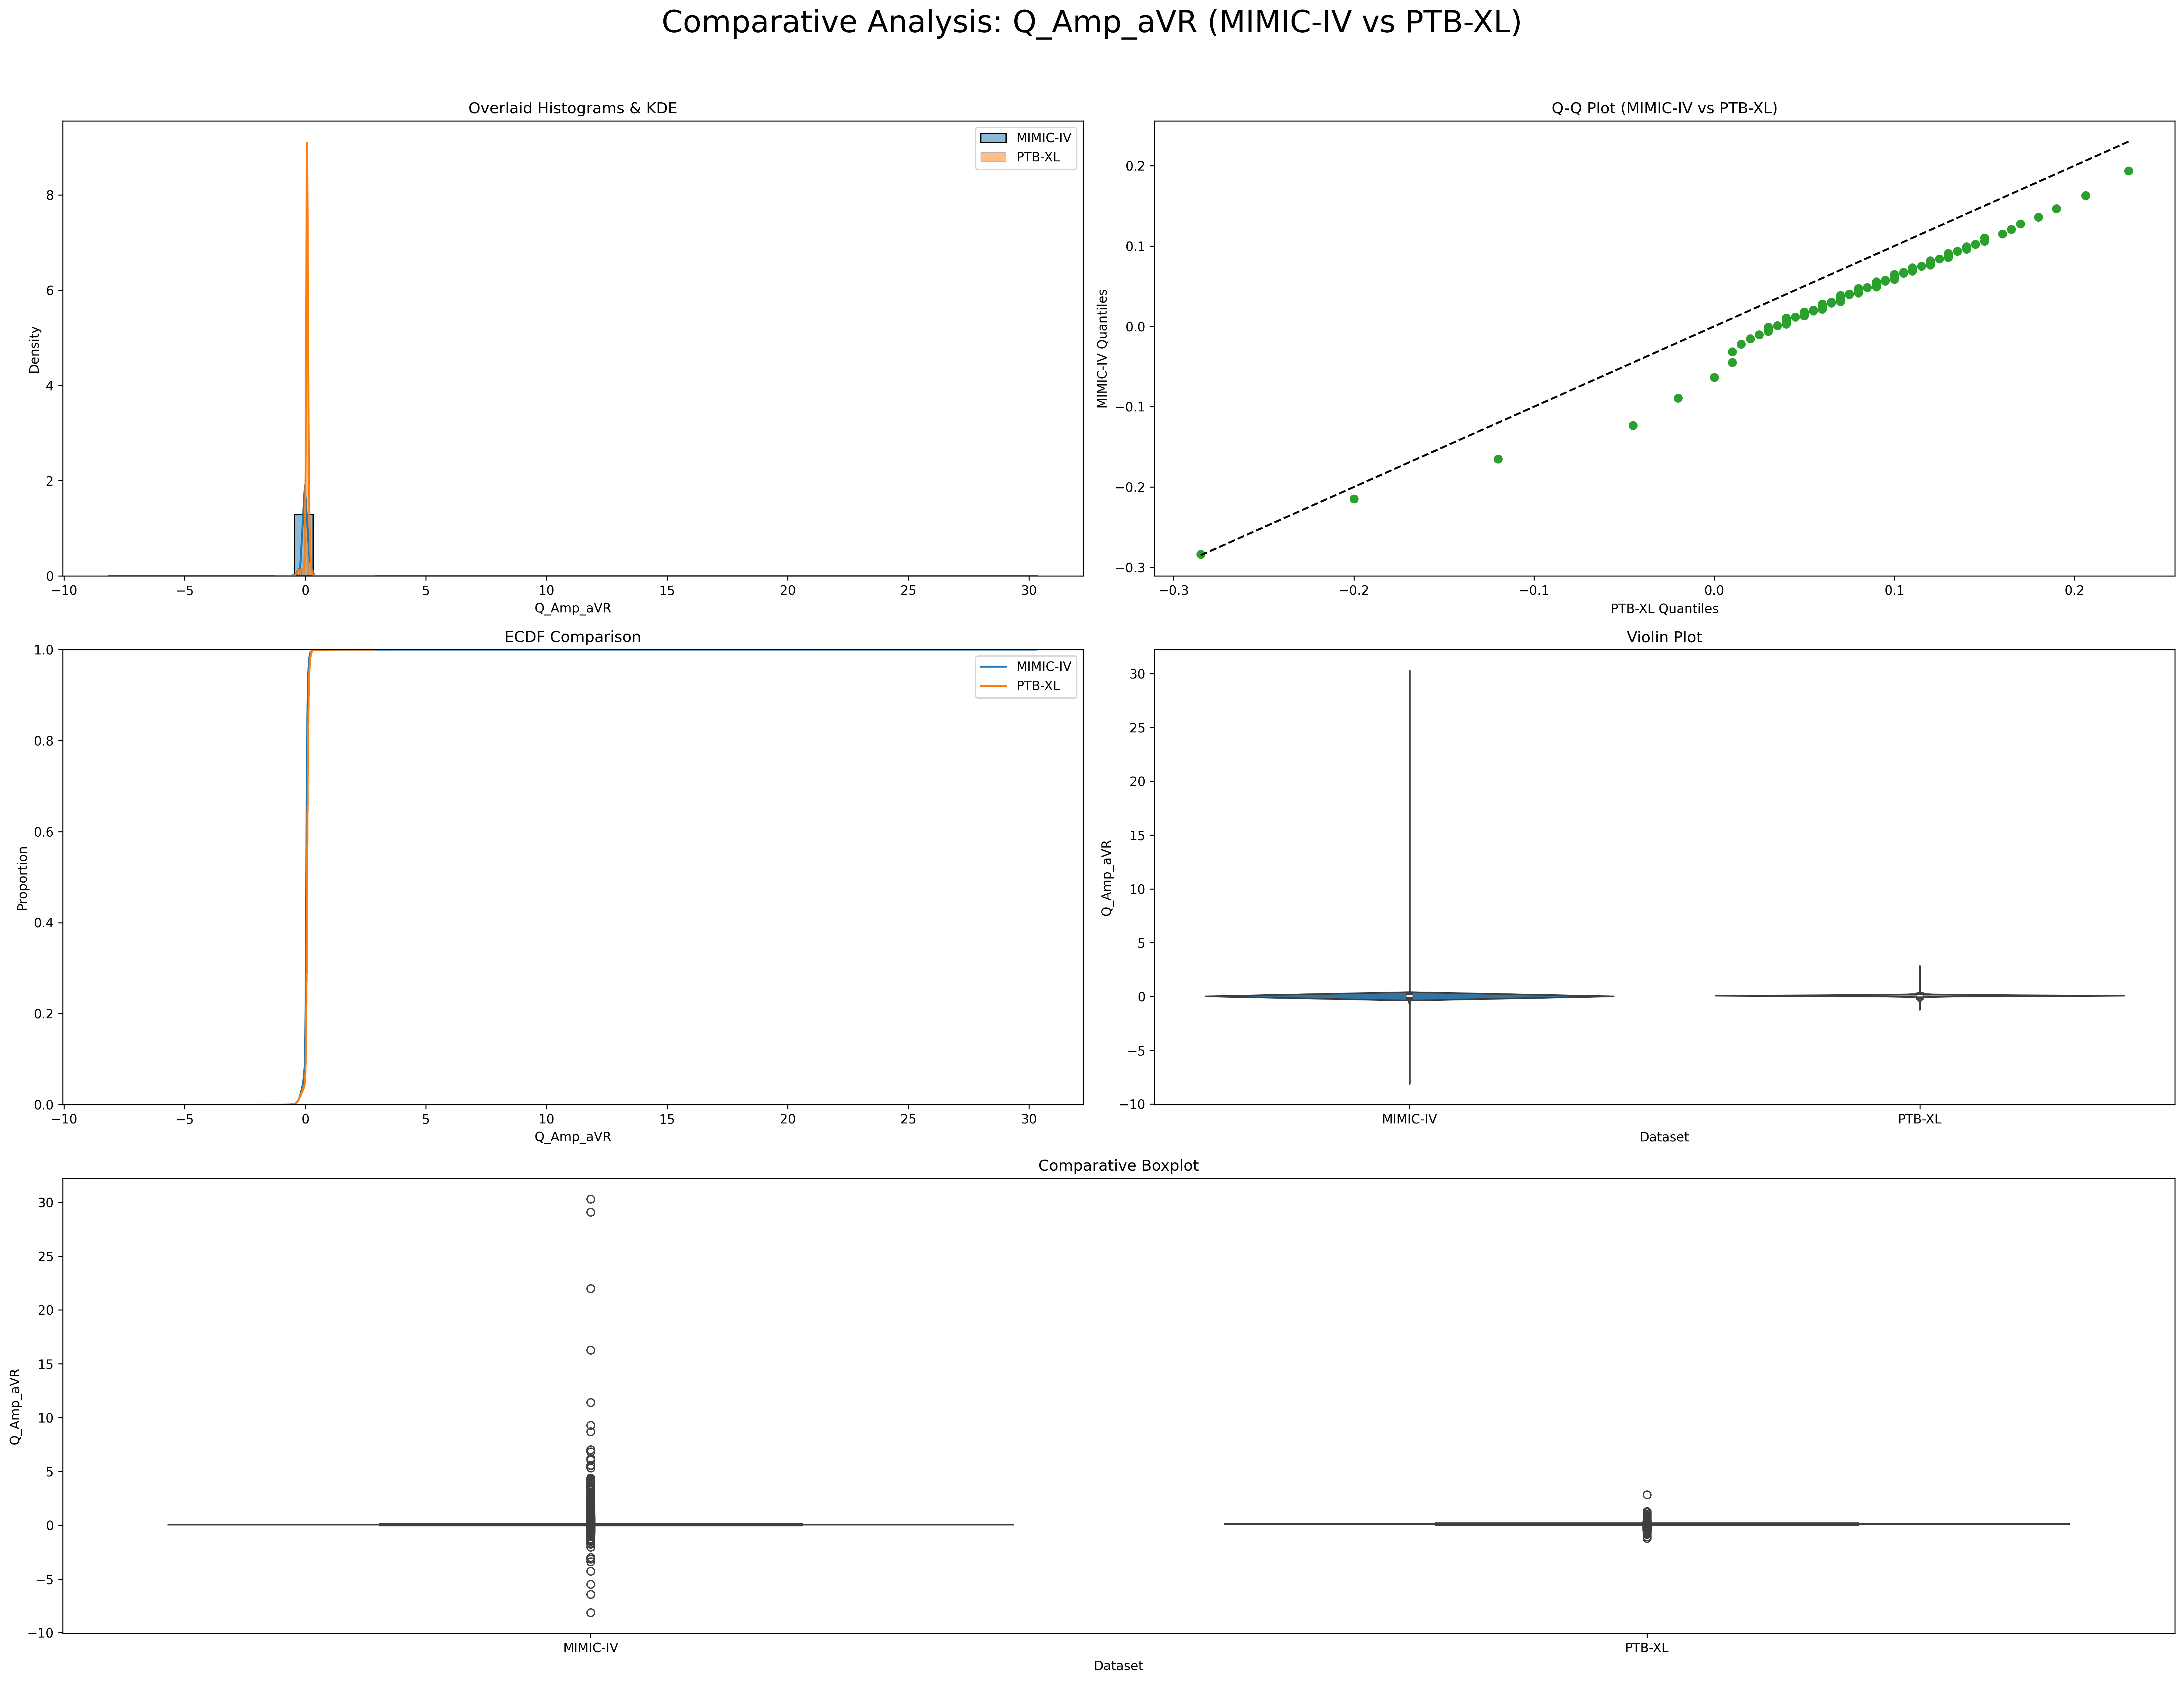 Comparative Analysis: Q_Amp_aVR (MIMIC-IV vs PTB-XL)
Overlaid Histograms & KDE
MIMIC-IV
PTB-XL
Density
0
2
4
6
8
−10
−5
0
5
10
15
20
25
30
Q_Amp_aVR
Q-Q Plot (MIMIC-IV vs PTB-XL)
MIMIC-IV Quantiles
0.2
0.1
0.0
−0.1
−0.2
−0.3
−0.3
−0.2
−0.1
0.0
0.1
0.2
PTB-XL Quantiles
ECDF Comparison
MIMIC-IV
PTB-XL
Proportion
1.0
0.8
0.6
0.4
0.2
0.0
−10
−5
0
5
10
15
20
25
30
Q_Amp_aVR
Violin Plot
Q_Amp_aVR
30
25
20
15
10
5
0
−5
−10
MIMIC-IV
PTB-XL
Dataset
Comparative Boxplot
Q_Amp_aVR
30
25
20
15
10
5
0
−5
−10
MIMIC-IV
PTB-XL
Dataset